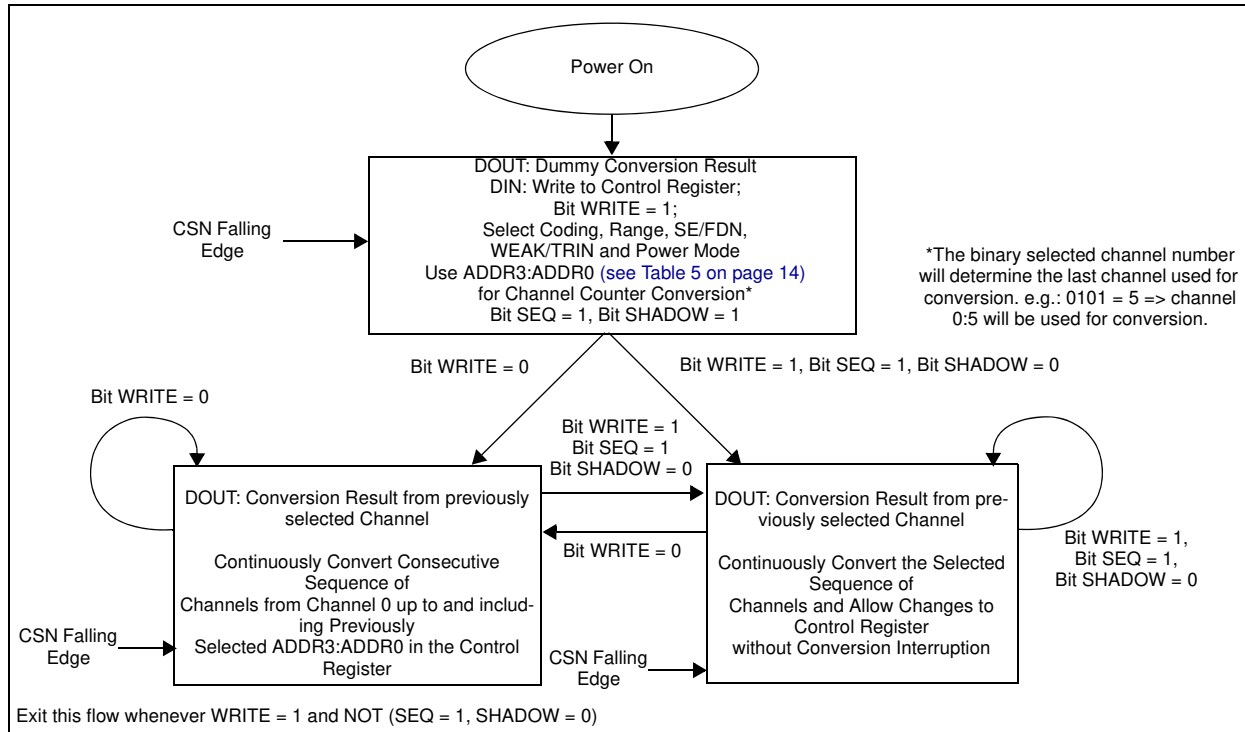 Power On
DOUT: Dummy Conversion Result
DIN: Write to Control Register;
Bit WRITE = 1;
Select Coding, Range, SE/FDN,
WEAK/TRIN and Power Mode
Use ADDR3:ADDR0 (see Table 5 on page 14)
for Channel Counter Conversion*
Bit SEQ = 1, Bit SHADOW = 1
CSN Falling
Edge
*The binary selected channel number
will determine the last channel used for
conversion. e.g.: 0101 = 5 => channel
0:5 will be used for conversion.
Bit WRITE = 0
Bit WRITE = 1, Bit SEQ = 1, Bit SHADOW = 0
Bit WRITE = 0
Bit WRITE = 1
Bit SEQ = 1
Bit SHADOW = 0
Bit WRITE = 0
DOUT: Conversion Result from previously
selected Channel
Continuously Convert Consecutive
Sequence of
Channels from Channel 0 up to and includ-
ing Previously
Selected ADDR3:ADDR0 in the Control
Register
CSN Falling
Edge
DOUT: Conversion Result from pre-
viously selected Channel
Continuously Convert the Selected
Sequence of
Channels and Allow Changes to
Control Register
without Conversion Interruption
CSN Falling
Edge
Bit WRITE = 1,
Bit SEQ = 1,
Bit SHADOW = 0
Exit this flow whenever WRITE = 1 and NOT (SEQ = 1, SHADOW = 0)